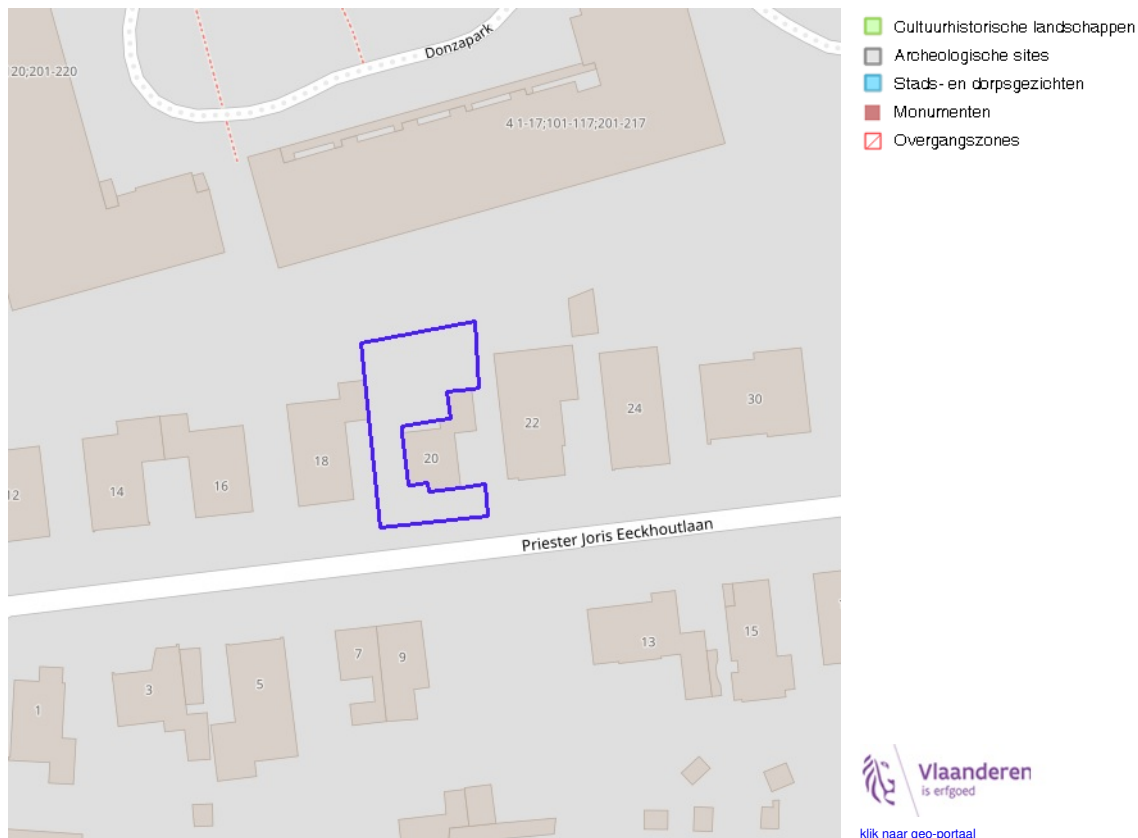 Donzapark
20;201-220
4 1-17;101-117;201-217
Cultuurhistorische landschappen
Archeologische sites
Stads- en dorpsgezichten
Monumenten
Overgangszones
12
14
16
18
20
22
24
30
Priester Joris Eeckhoutlaan
1
3
5
7
9
13
15
Vlaanderen
is erfgoed
klik naar geo-portaal